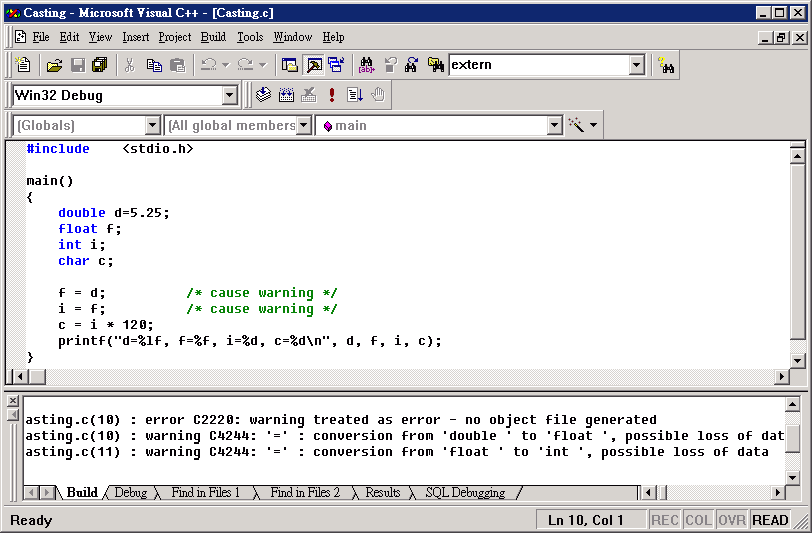 Casting - Microsoft Visual C++ - [Casting.c]
File Edit View Insert Project Build Tools Window Help
extern
Win32 Debug
(Globals) (All global members main
#include    <stdio.h>
main()
{
    double d=5.25;
    float f;
    int i;
    char c;
    f = d;          /* cause warning */
    i = f;          /* cause warning */
    c = i * 120;
    printf("d=%lf, f=%f, i=%d, c=%d\n", d, f, i, c);
}
asting.c(10) : error C2220: warning treated as error - no object file generated
asting.c(10) : warning C4244: '=' : conversion from 'double ' to 'float ', possible loss of dat
asting.c(11) : warning C4244: '=' : conversion from 'float ' to 'int ', possible loss of data
Build Debug Find in Files 1 Find in Files 2 Results SQL Debugging
Ready Ln 10, Col 1 REC COL OVR READ